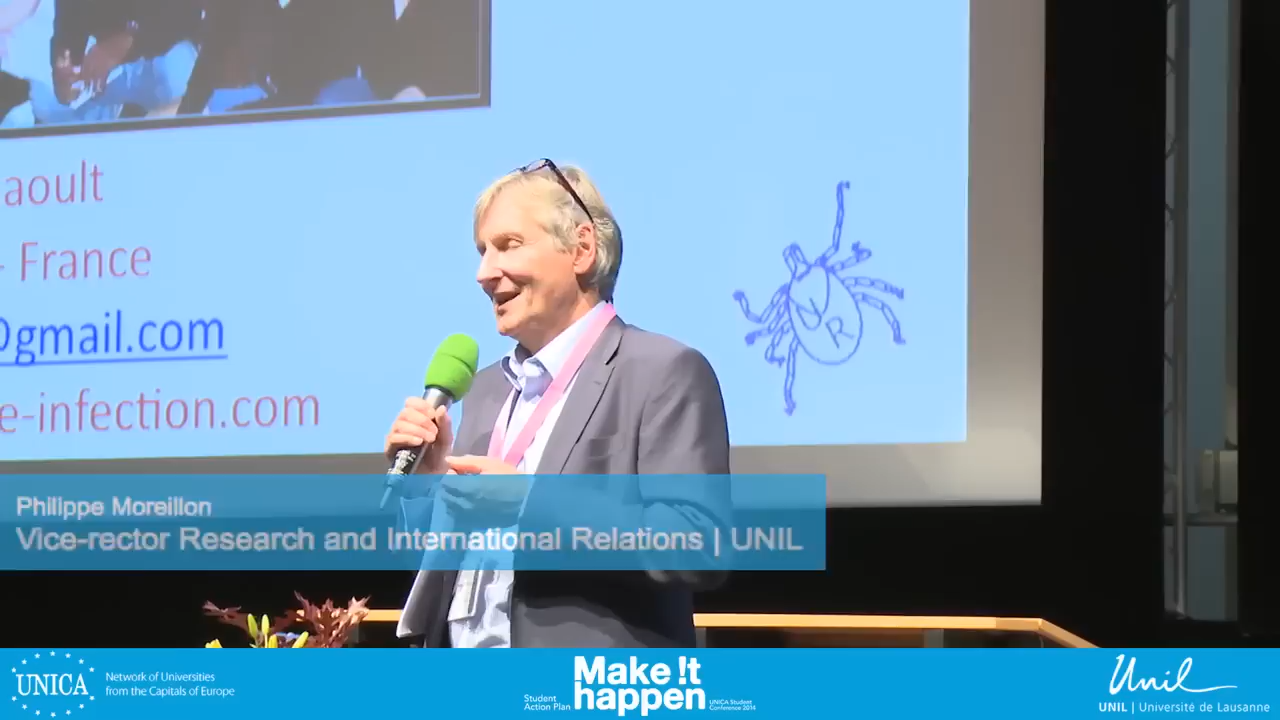 aoult
- France
@gmail.com
e-infection.com
R
Philippe Moreillon
Vice-rector Research and International Relations | UNIL
UNICA
Network of Universities
from the Capitals of Europe
Student
Action Plan
Make !t
happen
UNICA Student
Conference 2014
Unil
UNIL | Université de Lausanne